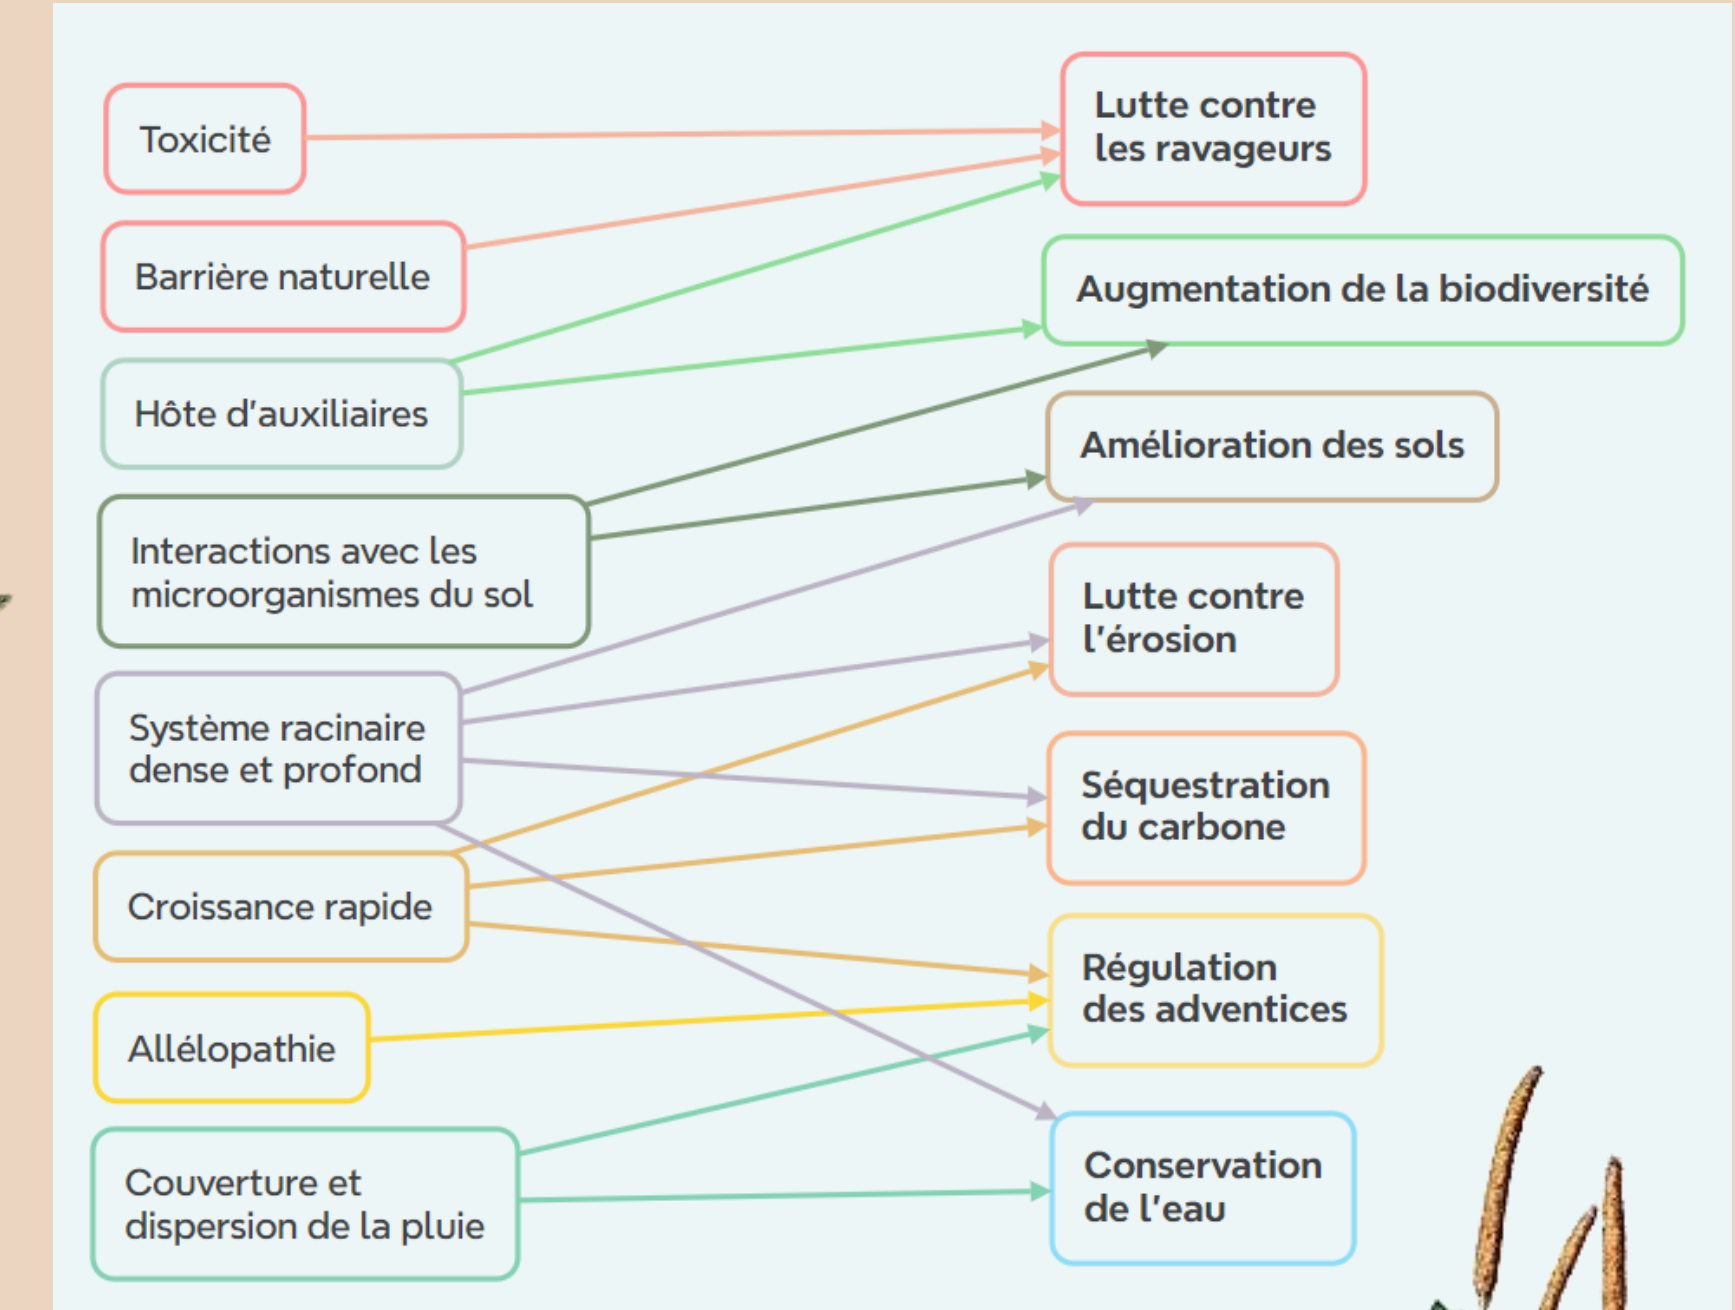 Toxicité
Barrière naturelle
Hôte d'auxiliaires
Interactions avec les
microorganismes du sol
Système racinaire
dense et profond
Croissance rapide
Allélopathie
Couverture et
dispersion de la pluie
Lutte contre
les ravageurs
Augmentation de la biodiversité
Amélioration des sols
Lutte contre
l'érosion
Séquestration
du carbone
Régulation
des adventices
Conservation
de l'eau